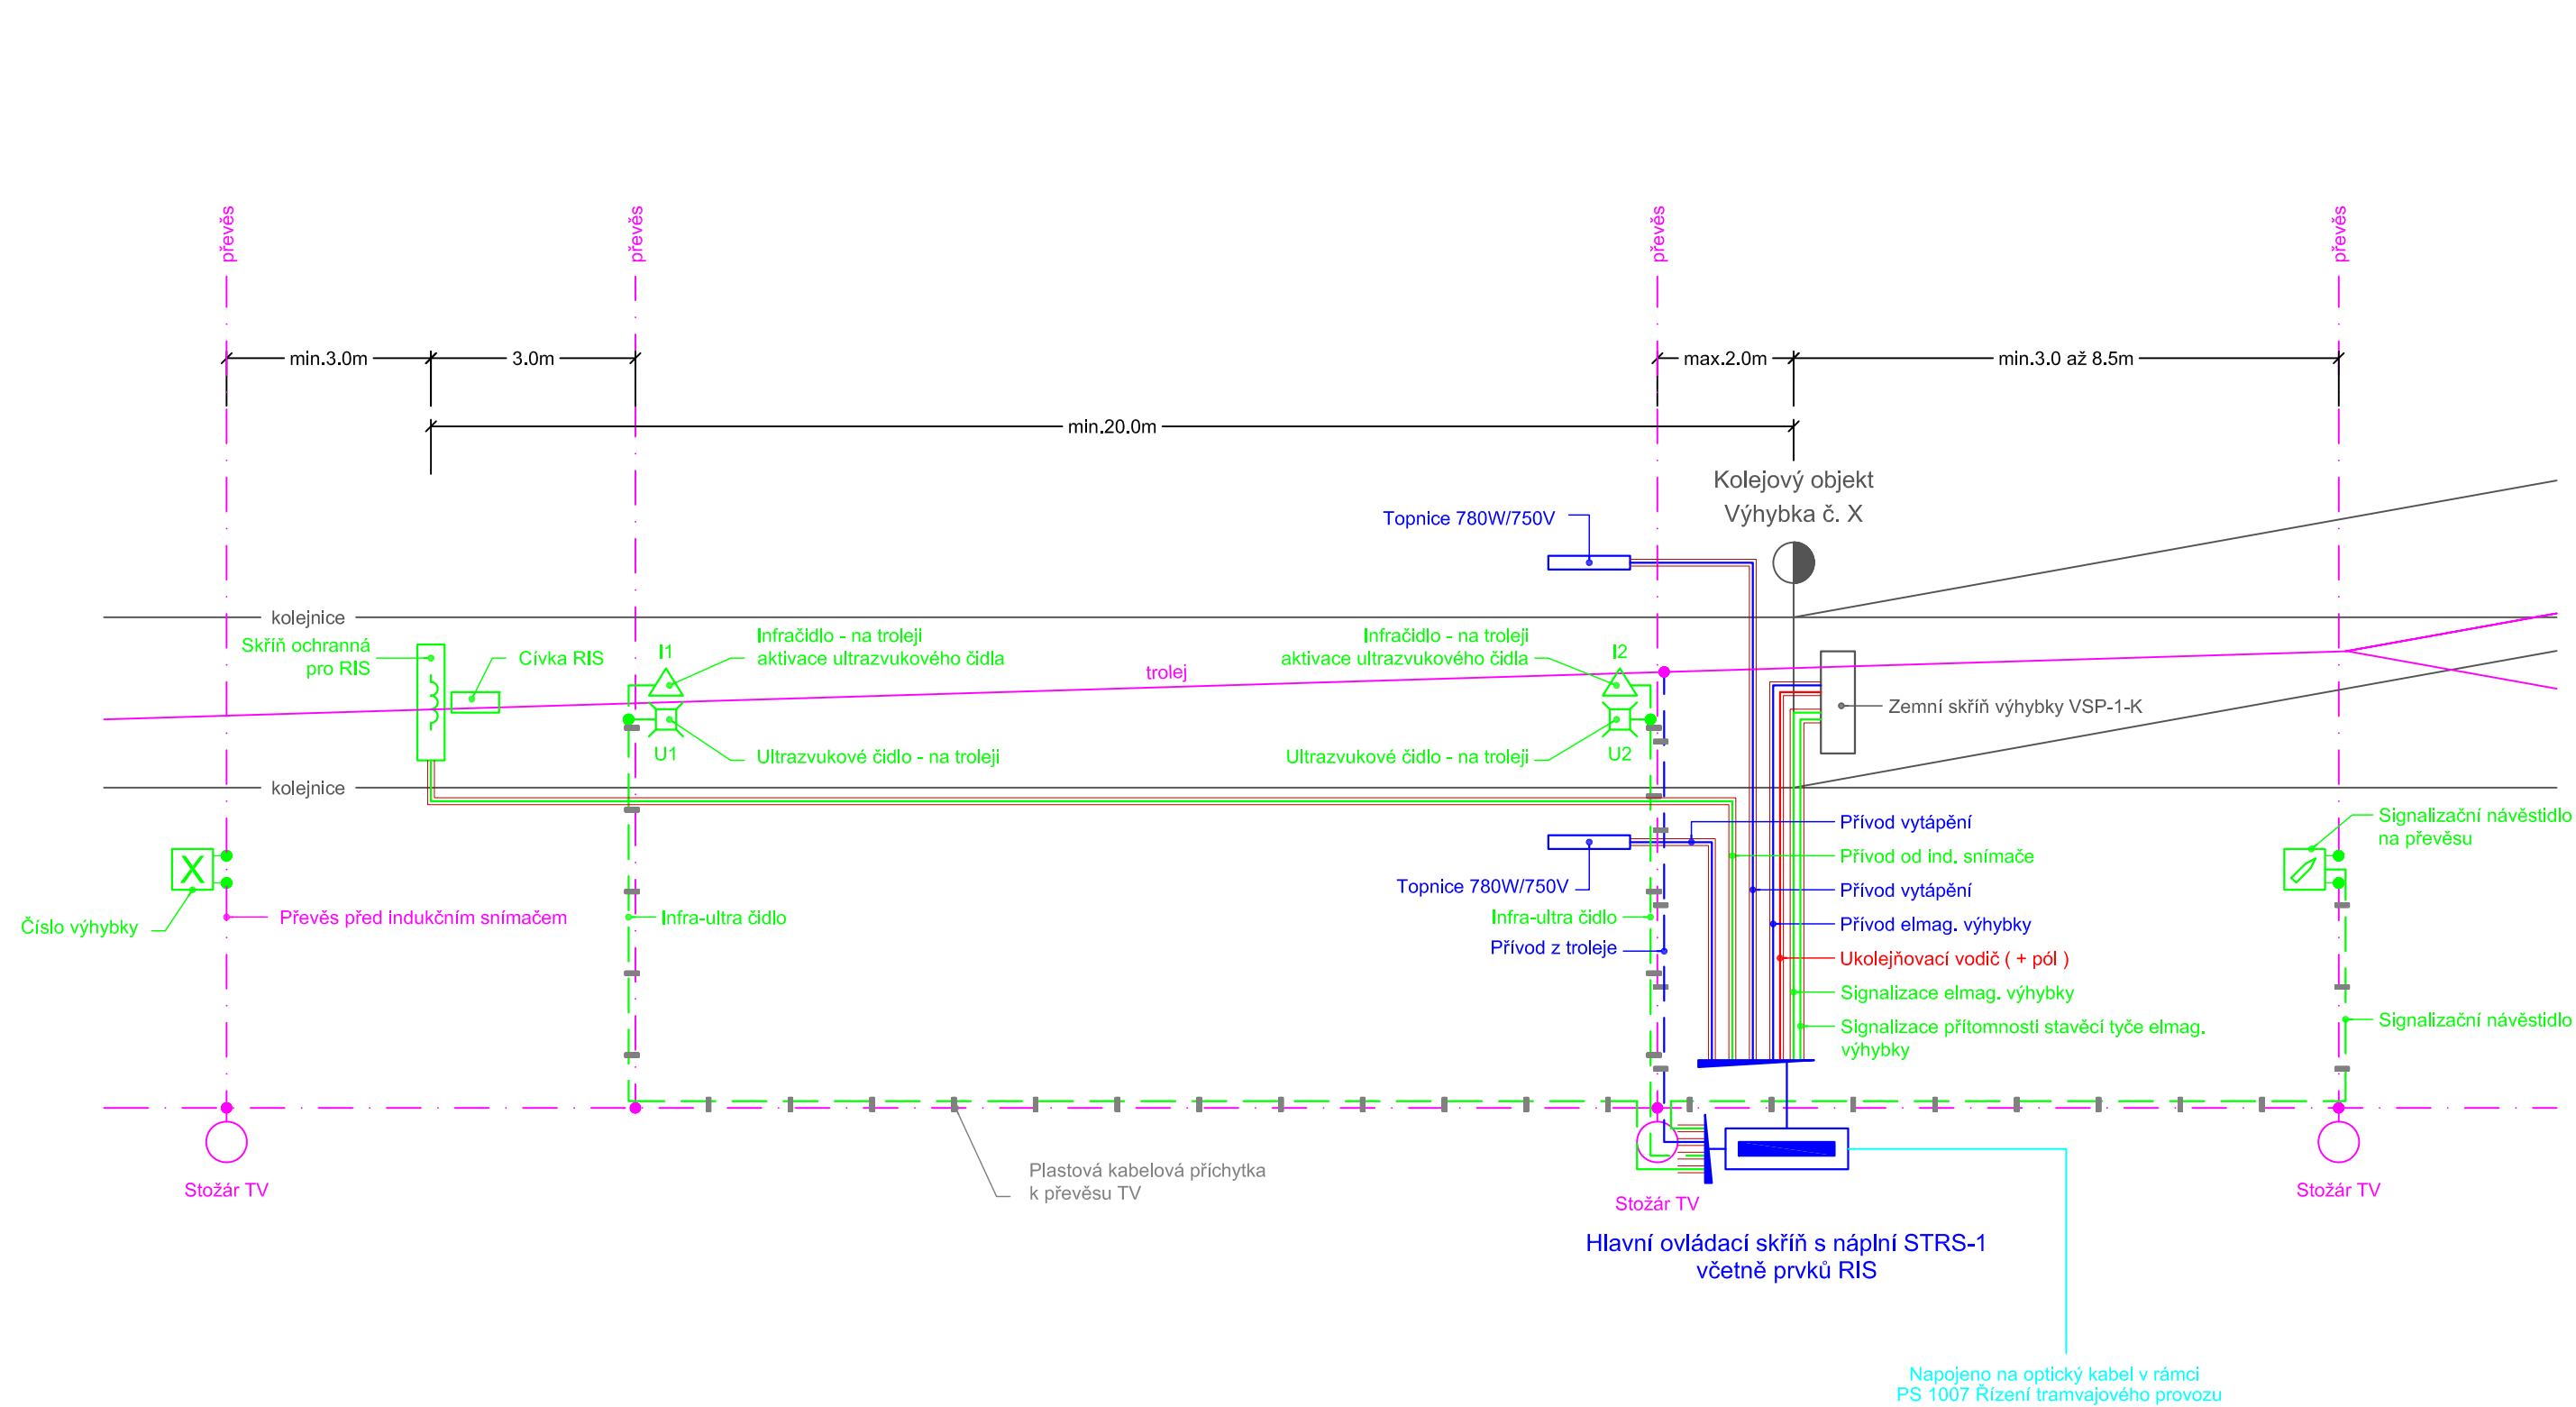 převěs
převěs
převěs
převěs
min.3.0m
3.0m
max.2.0m
min.3.0 až 8.5m
min.20.0m
Kolejový objekt
Výhybka č. X
Topnice 780W/750V
kolejnice
Skříň ochranná
pro RIS
Cívka RIS
I1
Infračidlo - na troleji
aktivace ultrazvukového čidla
trolej
Infračidlo - na troleji
aktivace ultrazvukového čidla
I2
Zemní skříň výhybky VSP-1-K
U1
Ultrazvukové čidlo - na troleji
Ultrazvukové čidlo - na troleji
U2
kolejnice
X
Číslo výhybky
Převěs před indukčním snímačem
Infra-ultra čidlo
Topnice 780W/750V
Infra-ultra čidlo
Přívod z troleje
Přívod vytápění
Přívod od ind. snímače
Přívod vytápění
Přívod elmag. výhybky
Ukolejňovací vodič ( + pól )
Signalizace elmag. výhybky
Signalizace přítomnosti stavěcí tyče elmag.
výhybky
Signalizační návěstidlo
na převěsu
Signalizační návěstidlo
Stožár TV
Plastová kabelová příchytka
k převěsu TV
Stožár TV
Stožár TV
Hlavní ovládací skříň s náplní STRS-1
včetně prvků RIS
Napojeno na optický kabel v rámci
PS 1007 Řízení tramvajového provozu